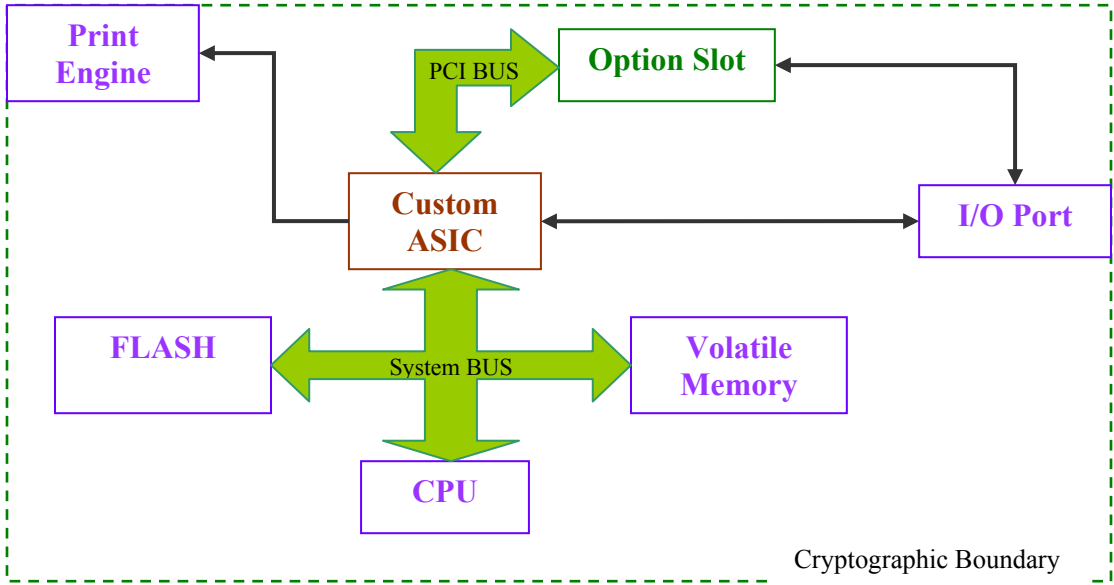 Print
Engine
PCI BUS
Option Slot
Custom
ASIC
I/O Port
FLASH
System BUS
Volatile
Memory
CPU
Cryptographic Boundary